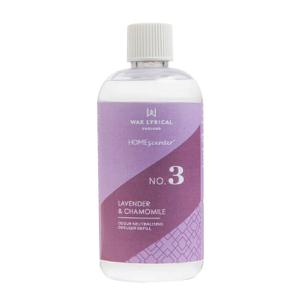 WAX LYRICAL
ENGLAND
HOMEscenter
NO. 3
LAVENDER
& CHAMOMILE
ODOUR NEUTRALISING
DIFFUSER REFILL